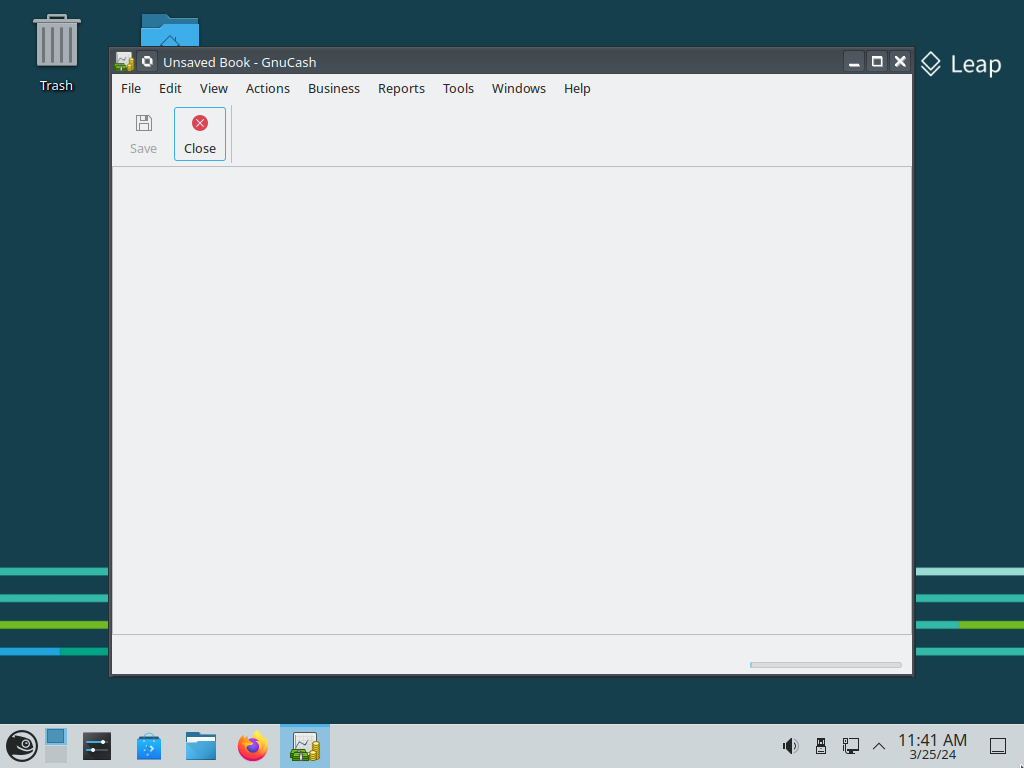 Trash
Leap
Unsaved Book - GnuCash
File Edit View Actions Business Reports Tools Windows Help
Save Close
11:41 AM
3/25/24